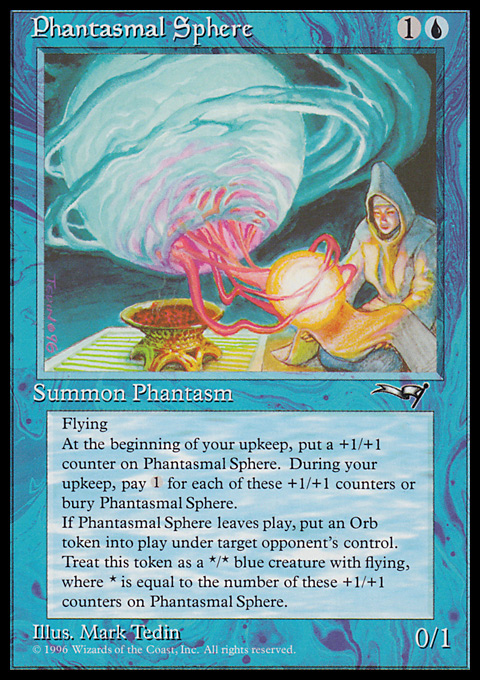 Phantasmal Sphere 1
Summon Phantasm
Flying
At the beginning of your upkeep, put a +1/+1
counter on Phantasmal Sphere. During your
upkeep, pay 1 for each of these +1/+1 counters or
bury Phantasmal Sphere.
If Phantasmal Sphere leaves play, put an Orb
token into play under target opponent's control.
Treat this token as a */* blue creature with flying,
where * is equal to the number of these +1/+1
counters on Phantasmal Sphere.
Illus. Mark Tedin 0/1
© 1996 Wizards of the Coast, Inc. All rights reserved.